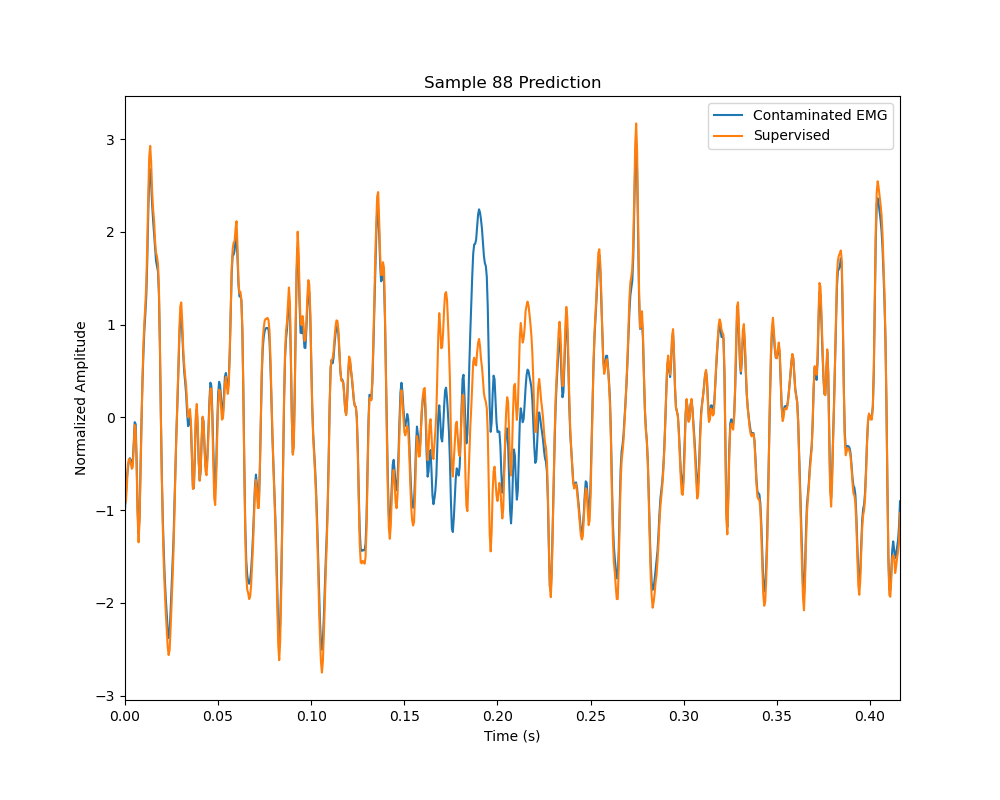 Sample 88 Prediction
Contaminated EMG
Supervised
Normalized Amplitude
3
2
1
0
−1
−2
−3
0.00 0.05 0.10 0.15 0.20 0.25 0.30 0.35 0.40
Time (s)